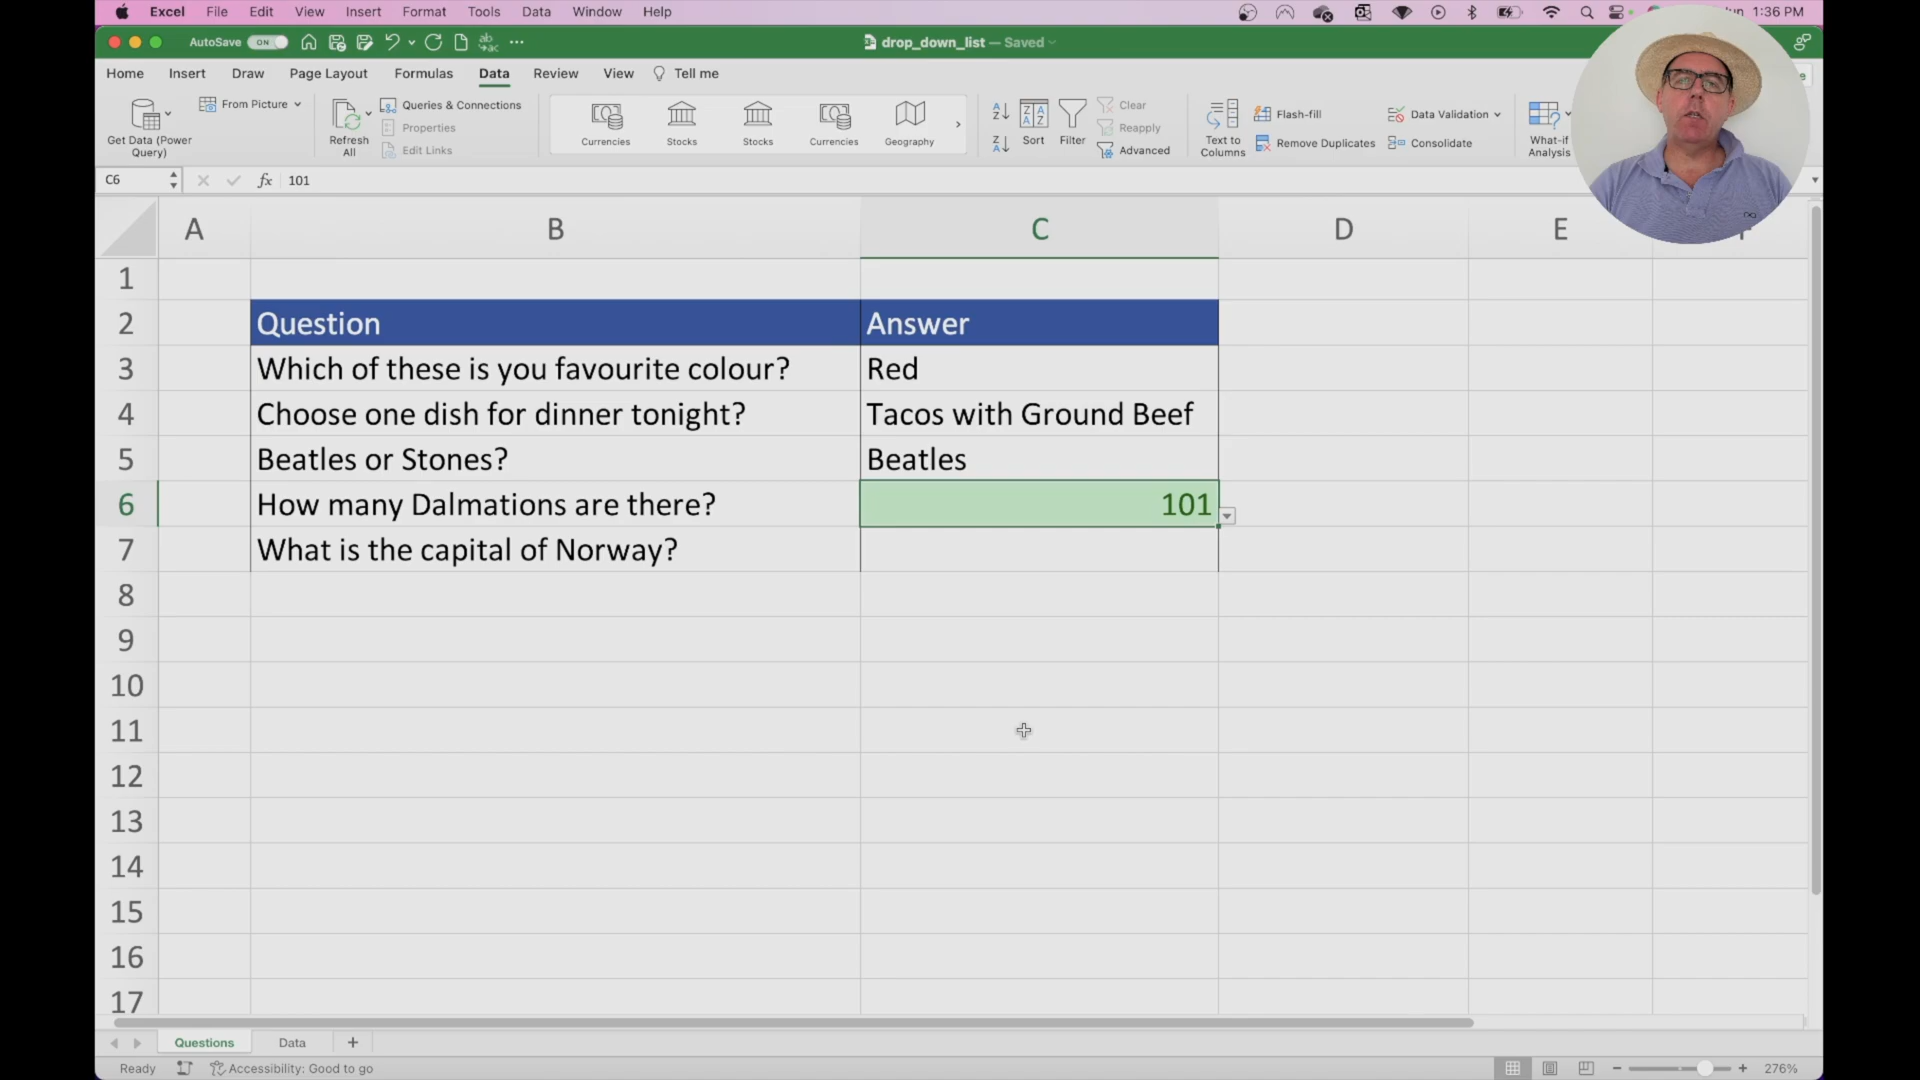 Excel File Edit View Insert Format Tools Data Window Help 1:36 PM
AutoSave ON drop_down_list — Saved
Home Insert Draw Page Layout Formulas Data Review View Tell me
Get Data (Power Query)
From Picture
Refresh All
Queries & Connections
Properties
Edit Links
Currencies Stocks Stocks Currencies Geography
Sort Filter
Clear
Reapply
Advanced
Text to Columns
Flash-fill
Remove Duplicates
Data Validation
Consolidate
What-if Analysis
C6 fx 101
A B C D E
1
2 Question Answer
3 Which of these is you favourite colour? Red
4 Choose one dish for dinner tonight? Tacos with Ground Beef
5 Beatles or Stones? Beatles
6 How many Dalmations are there? 101
7 What is the capital of Norway?
8
9
10
11
12
13
14
15
16
17
Questions Data +
Ready Accessibility: Good to go 276%